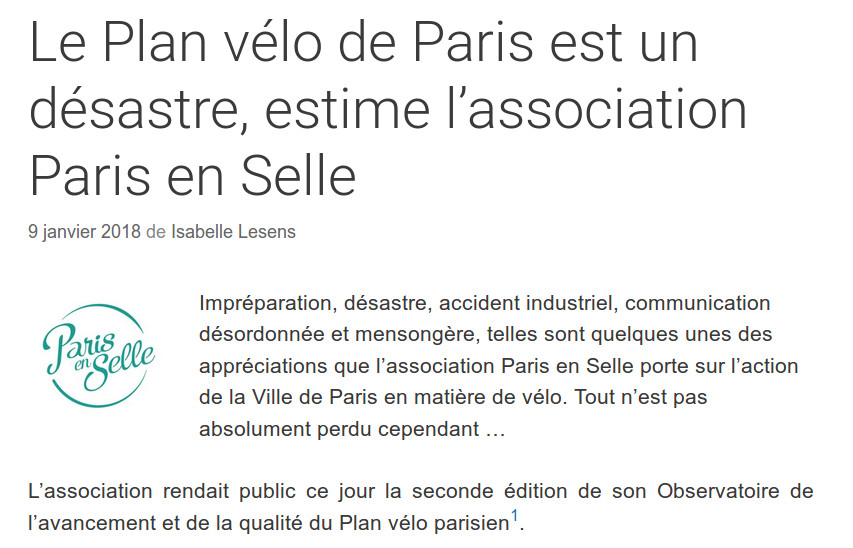 Le Plan vélo de Paris est un
désastre, estime l’association
Paris en Selle
9 janvier 2018 de Isabelle Lesens
Paris
en
Selle
Impréparation, désastre, accident industriel, communication
désordonnée et mensongère, telles sont quelques unes des
appréciations que l’association Paris en Selle porte sur l’action
de la Ville de Paris en matière de vélo. Tout n’est pas
absolument perdu cependant …
L’association rendait public ce jour la seconde édition de son Observatoire de
l’avancement et de la qualité du Plan vélo parisien1.